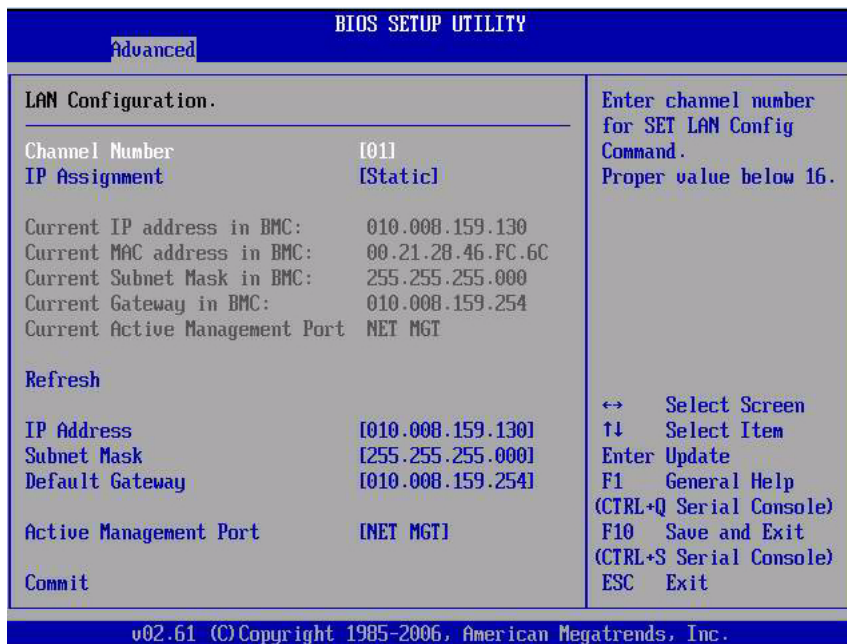 BIOS SETUP UTILITY
Advanced
LAN Configuration.
Channel Number [01]
IP Assignment [Static]
Current IP address in BMC: 010.008.159.130
Current MAC address in BMC: 00.21.28.46.FC.6C
Current Subnet Mask in BMC: 255.255.255.000
Current Gateway in BMC: 010.008.159.254
Current Active Management Port NET MGT
Refresh
IP Address [010.008.159.130]
Subnet Mask [255.255.255.000]
Default Gateway [010.008.159.254]
Active Management Port [NET MGT]
Commit
Enter channel number
for SET LAN Config
Command.
Proper value below 16.
↔ Select Screen
↑↓ Select Item
Enter Update
F1 General Help
(CTRL+Q Serial Console)
F10 Save and Exit
(CTRL+S Serial Console)
ESC Exit
v02.61 (C)Copyright 1985-2006, American Megatrends, Inc.